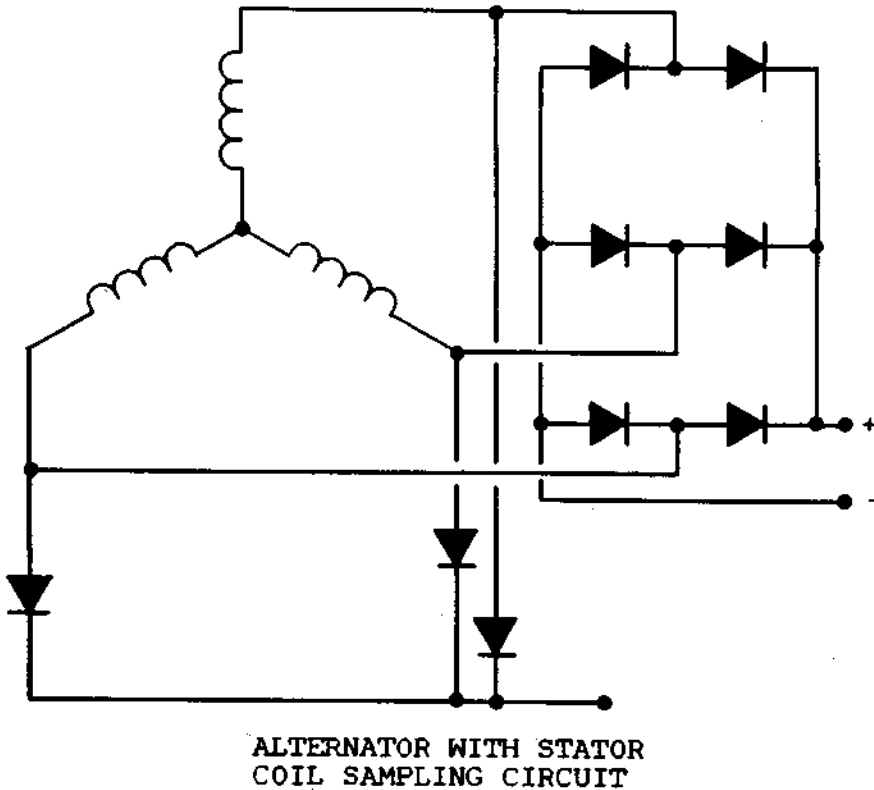 +
-
ALTERNATOR WITH STATOR
COIL SAMPLING CIRCUIT